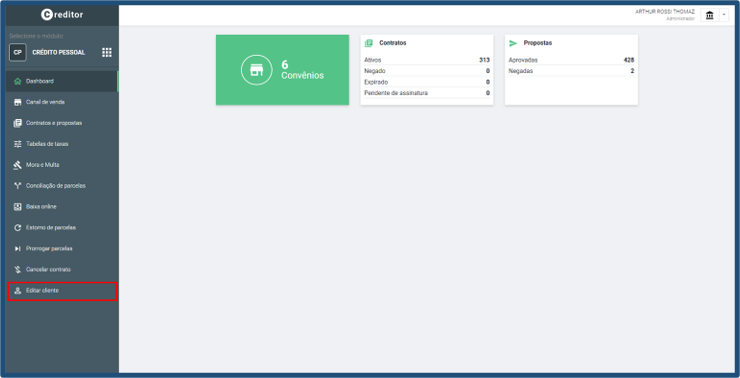 Creditor
Selecione o módulo
CP CRÉDITO PESSOAL
Dashboard
Canal de venda
Contratos e propostas
Tabelas de taxas
Mora e Multa
Conciliação de parcelas
Baixa online
Estorno de parcelas
Prorrogar parcelas
Cancelar contrato
Editar cliente
ARTHUR ROSSI THOMAZ
Administrador
6
Convênios
Contratos
Ativos 313
Negado 0
Expirado 0
Pendente de assinatura 0
Propostas
Aprovadas 428
Negadas 2